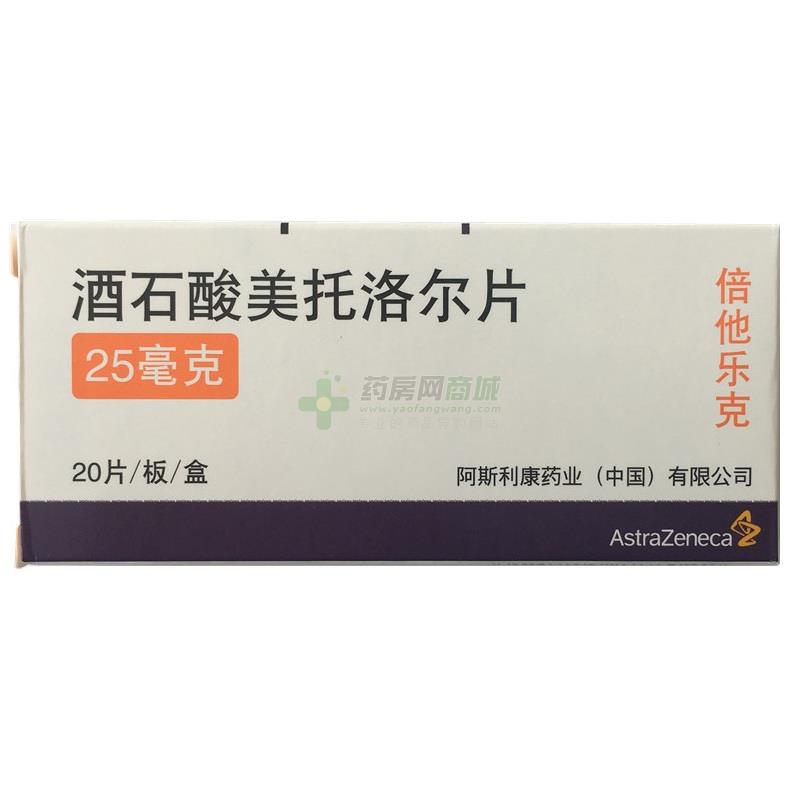 酒石酸美托洛尔片
25毫克
倍他乐克
药房网商城
www.yaofangwang.com
20片/板/盒
阿斯利康药业（中国）有限公司
AstraZeneca